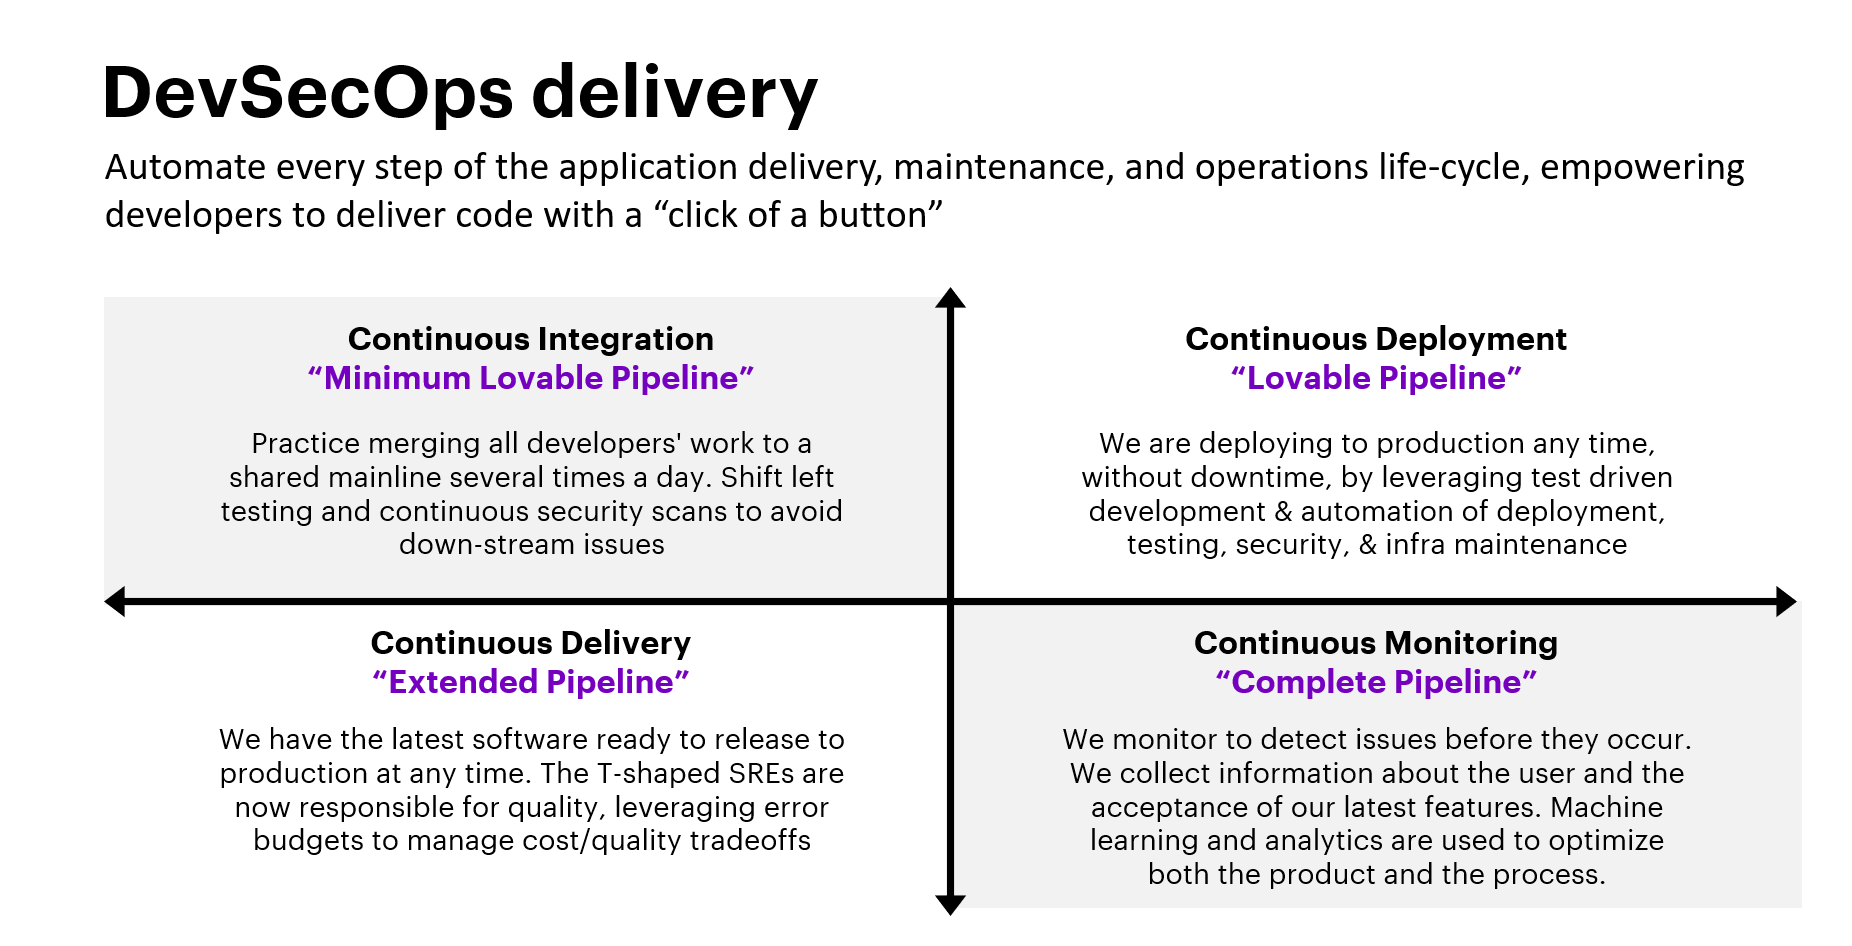 DevSecOps delivery
Automate every step of the application delivery, maintenance, and operations life-cycle, empowering
developers to deliver code with a “click of a button”
Continuous Integration
“Minimum Lovable Pipeline”
Practice merging all developers' work to a
shared mainline several times a day. Shift left
testing and continuous security scans to avoid
down-stream issues
Continuous Deployment
“Lovable Pipeline”
We are deploying to production any time,
without downtime, by leveraging test driven
development & automation of deployment,
testing, security, & infra maintenance
Continuous Delivery
“Extended Pipeline”
We have the latest software ready to release to
production at any time. The T-shaped SREs are
now responsible for quality, leveraging error
budgets to manage cost/quality tradeoffs
Continuous Monitoring
“Complete Pipeline”
We monitor to detect issues before they occur.
We collect information about the user and the
acceptance of our latest features. Machine
learning and analytics are used to optimize
both the product and the process.